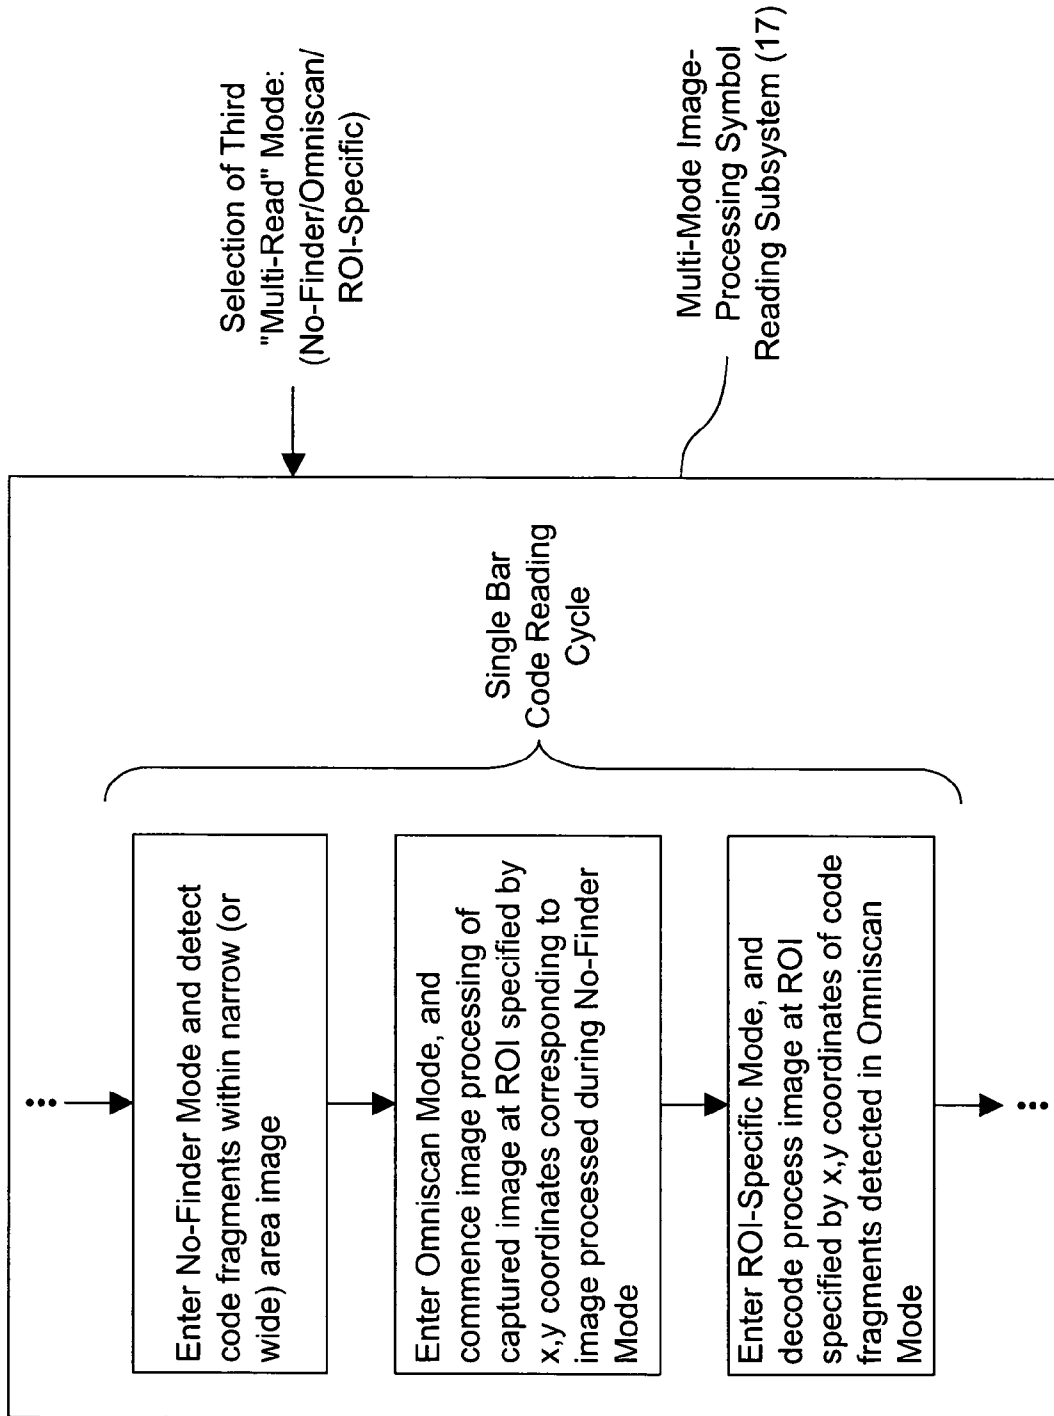 Selection of Third
"Multi-Read" Mode:
(No-Finder/Omniscan/
ROI-Specific)
Multi-Mode Image-
Processing Symbol
Reading Subsystem (17)
Single Bar
Code Reading
Cycle
Enter No-Finder Mode and detect
code fragments within narrow (or
wide) area image
Enter Omniscan Mode, and
commence image processing of
captured image at ROI specified by
x,y coordinates corresponding to
image processed during No-Finder
Mode
Enter ROI-Specific Mode, and
decode process image at ROI
specified by x,y coordinates of code
fragments detected in Omniscan
Mode